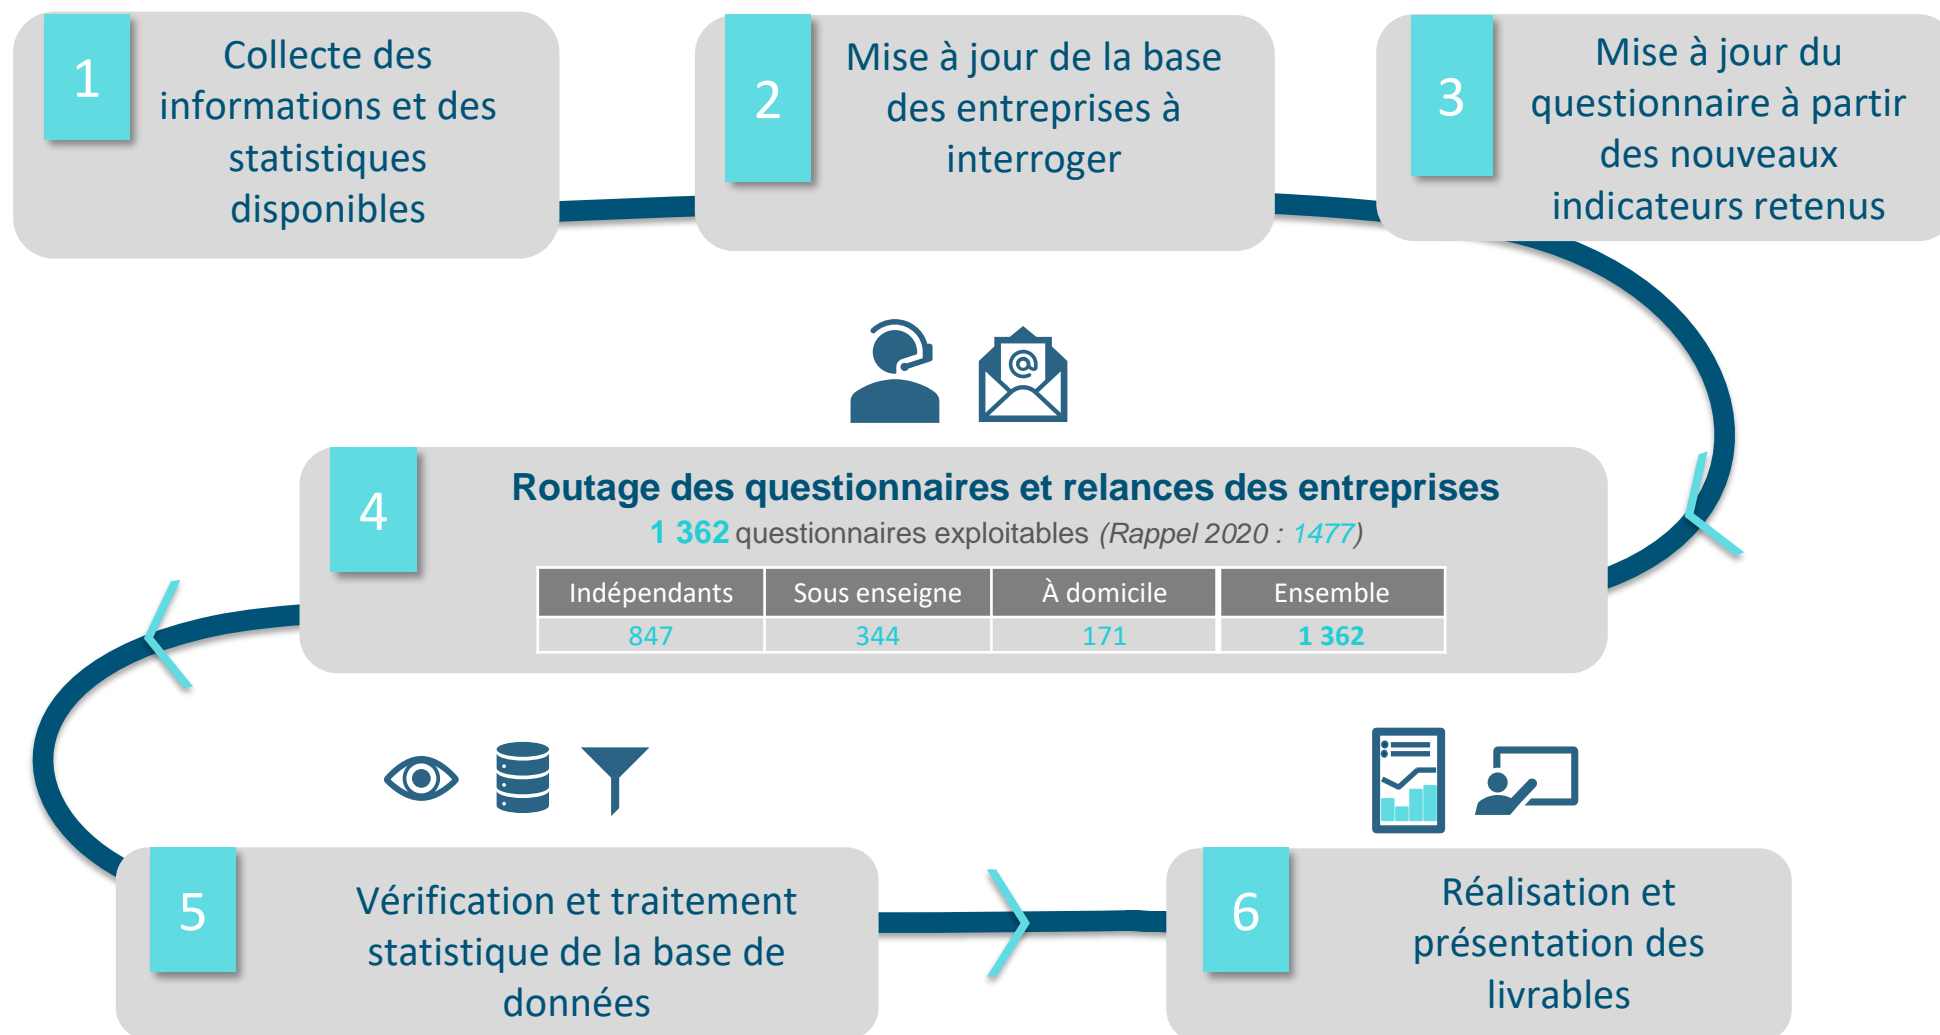 1
Collecte des
informations et des
statistiques
disponibles
2
Mise à jour de la base
des entreprises à
interroger
3
Mise à jour du
questionnaire à partir
des nouveaux
indicateurs retenus
@
4
Routage des questionnaires et relances des entreprises
1 362 questionnaires exploitables (Rappel 2020 : 1477)
Indépendants Sous enseigne À domicile Ensemble
847 344 171 1 362
5
Vérification et traitement
statistique de la base de
données
6
Réalisation et
présentation des
livrables